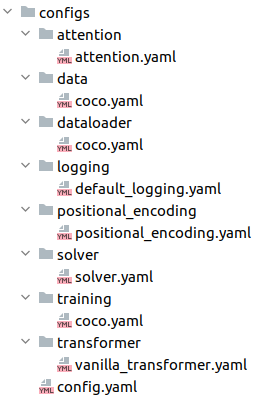 configs
attention
YML attention.yaml
data
YML coco.yaml
dataloader
YML coco.yaml
logging
YML default_logging.yaml
positional_encoding
YML positional_encoding.yaml
solver
YML solver.yaml
training
YML coco.yaml
transformer
YML vanilla_transformer.yaml
YML config.yaml